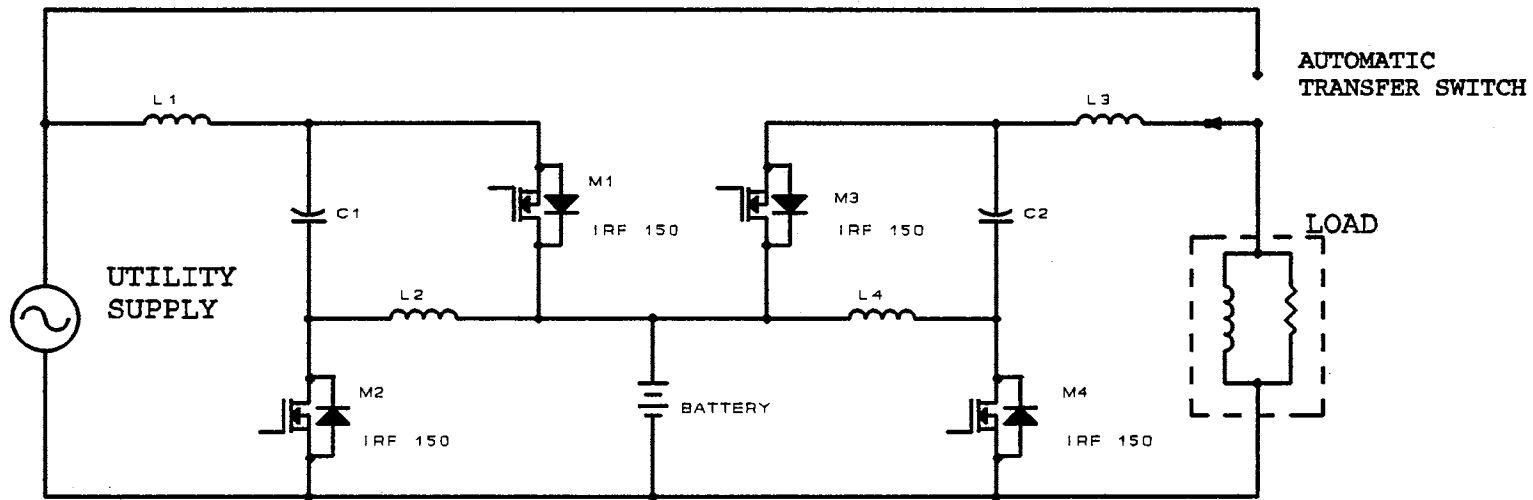 AUTOMATIC
TRANSFER SWITCH
L1
L3
M1
M3
C1
C2
IRF 150
IRF 150
LOAD
UTILITY
SUPPLY
L2
L4
M2
M4
BATTERY
IRF 150
IRF 150